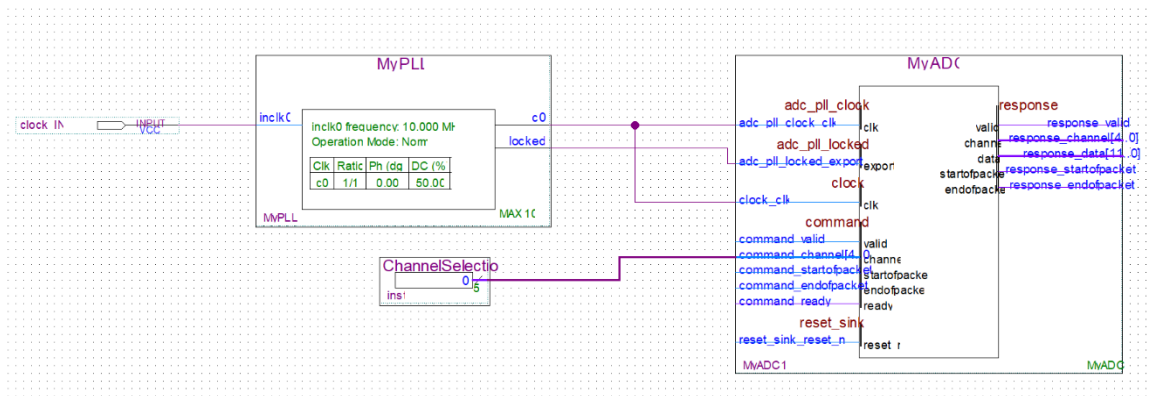 clock_IN
INPUT
VCC
MyPLL
inclk0
inclk0 frequency: 10.000 MH
Operation Mode: Norm
Clk Ratio Ph (dg DC (%
c0 1/1 0.00 50.00
c0
locked
MyPLL
MAX 10
ChannelSelectio
0
5
inst
MyADC
adc_pll_clock
adc_pll_clock_clk
clk
adc_pll_locked
adc_pll_locked_export
export
clock
clock_clk
clk
command
command_valid
valid
command_channel[4..0
channe
command_startofpacket
startofpacke
command_endofpacket
endofpacke
command_ready
ready
reset_sink
reset_sink_reset_n
reset_n
response
valid
response_valid
channe
response_channel[4..0]
data
response_data[11..0]
startofpacke
response_startofpacket
endofpacke
response_endofpacket
MyADC1
MyADC